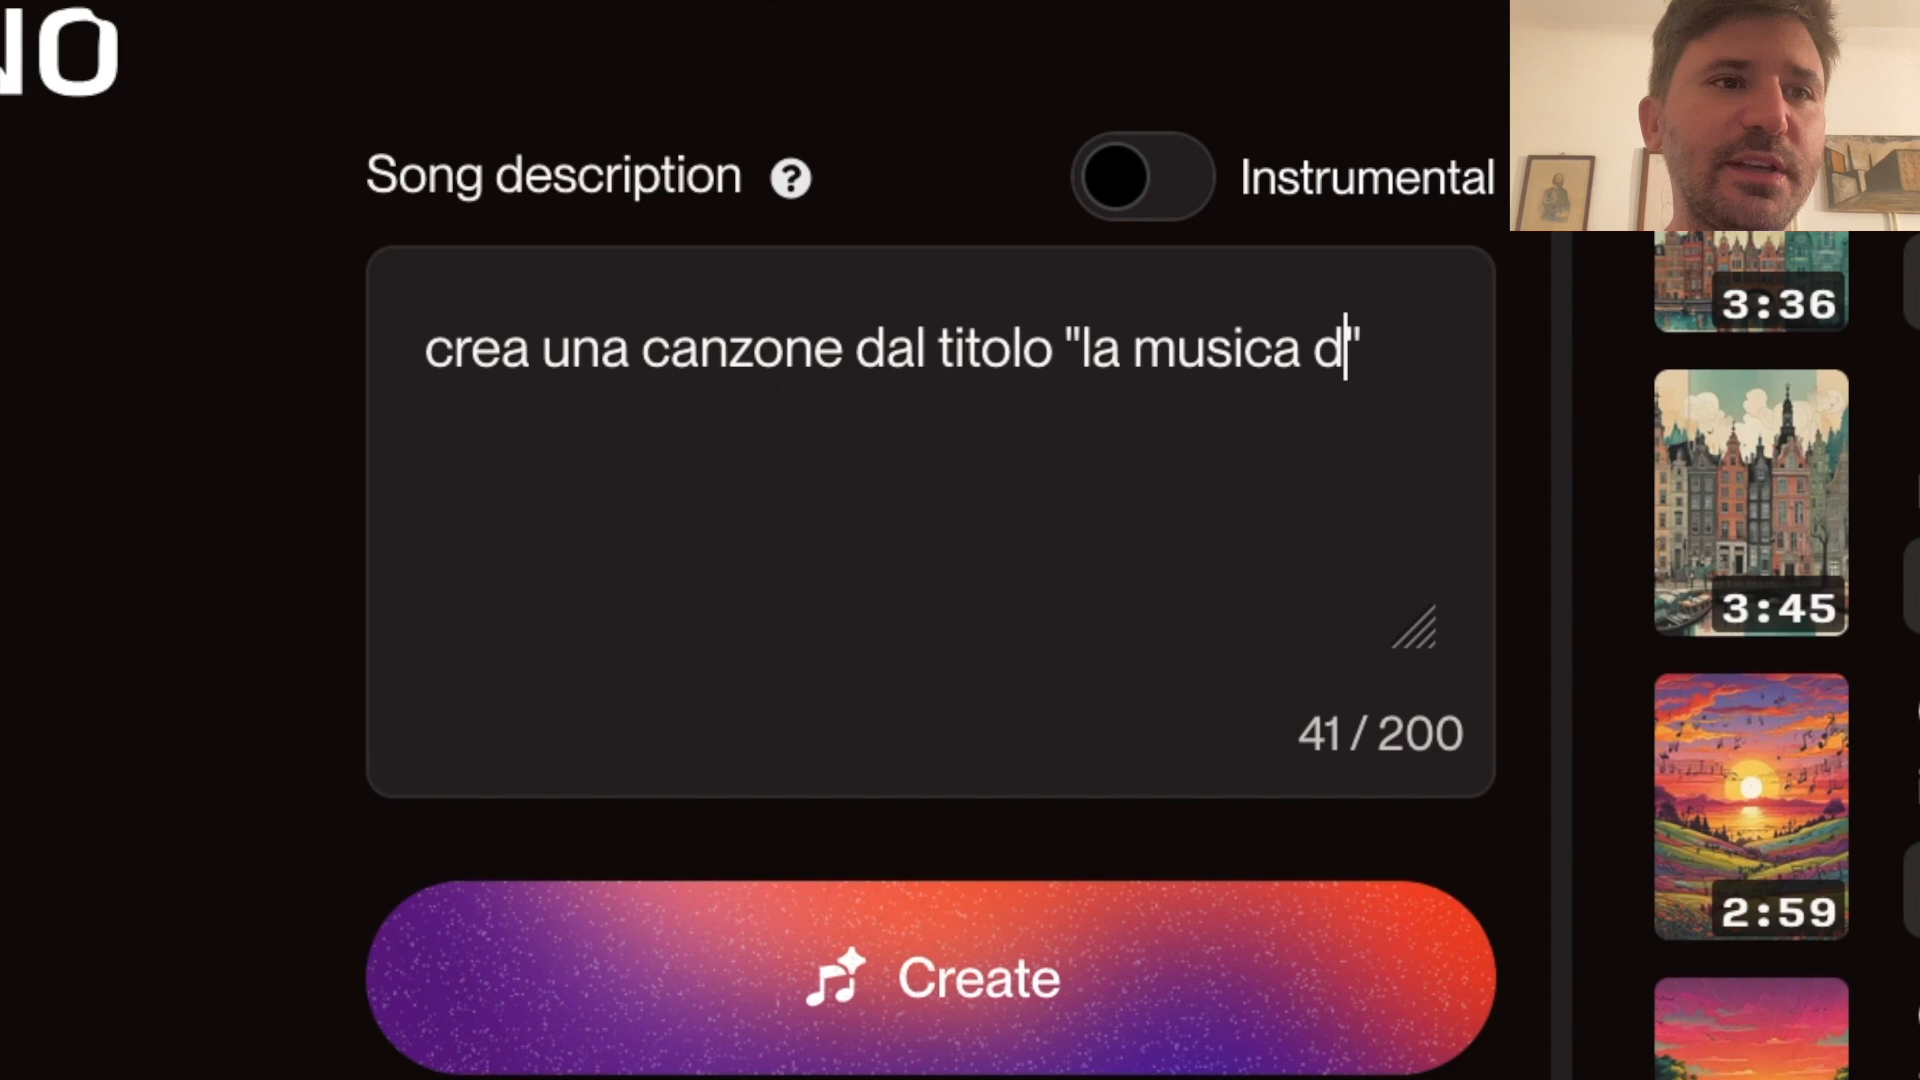 NO
Song description ?
Instrumental
crea una canzone dal titolo "la musica d"
41 / 200
Create
3:36
3:45
2:59